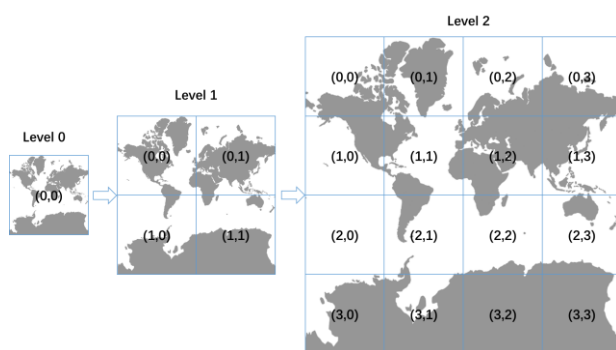 Level 0
(0,0)
Level 1
(0,0) (0,1)
(1,0) (1,1)
Level 2
(0,0) (0,1) (0,2) (0,3)
(1,0) (1,1) (1,2) (1,3)
(2,0) (2,1) (2,2) (2,3)
(3,0) (3,1) (3,2) (3,3)